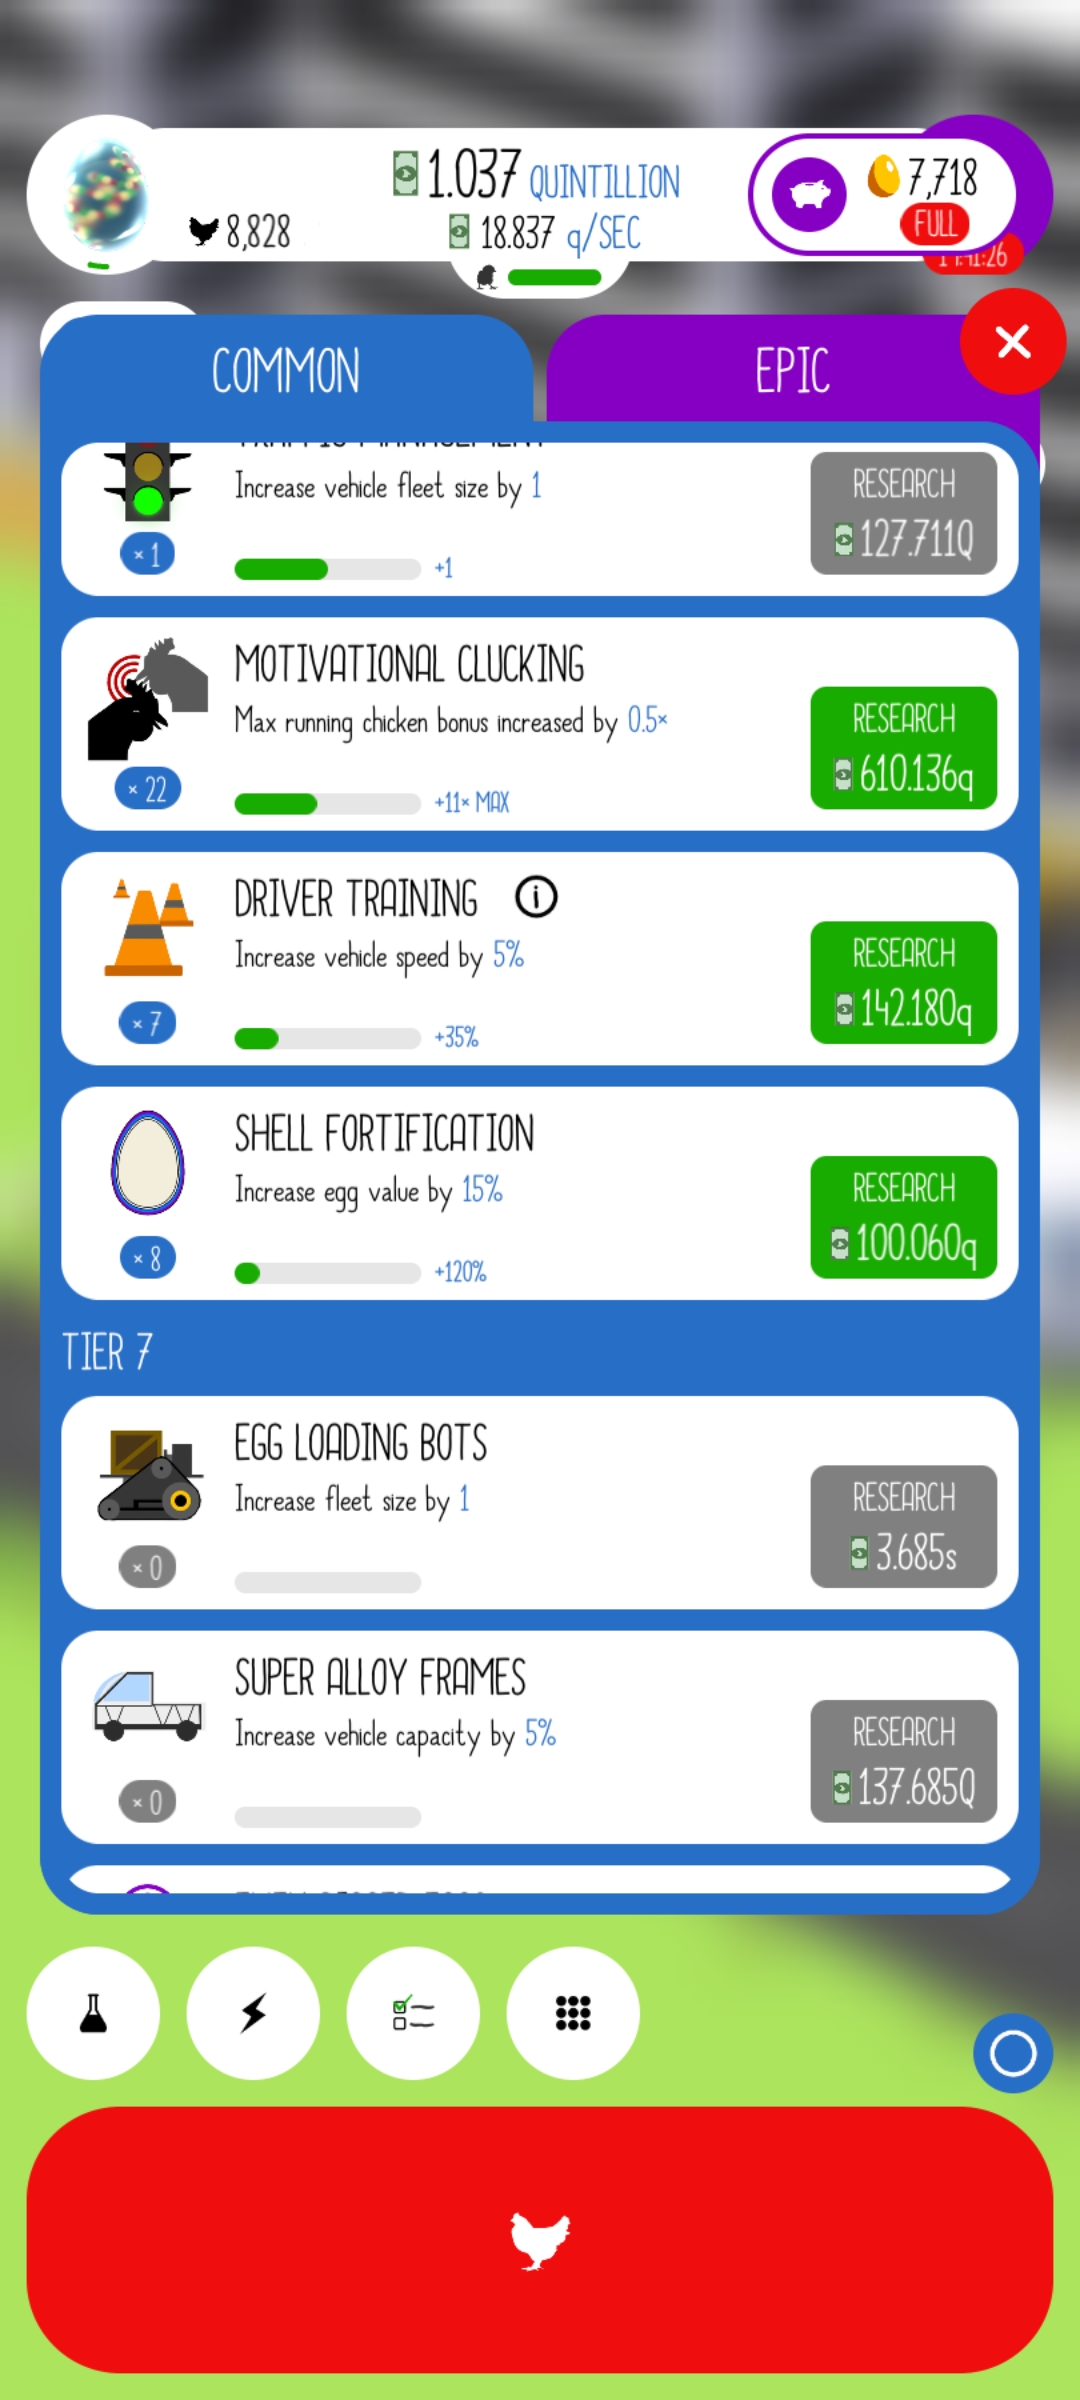 1.037 QUINTILLION
8,828
18.837 q/SEC
7,718
FULL
COMMON
EPIC
TRAFFIC MANAGEMENT
Increase vehicle fleet size by 1
× 1
+1
RESEARCH
127.711Q
MOTIVATIONAL CLUCKING
Max running chicken bonus increased by 0.5×
× 22
+11× MAX
RESEARCH
610.136q
DRIVER TRAINING
i
Increase vehicle speed by 5%
× 7
+35%
RESEARCH
142.180q
SHELL FORTIFICATION
Increase egg value by 15%
× 8
+120%
RESEARCH
100.060q
TIER 7
EGG LOADING BOTS
Increase fleet size by 1
× 0
RESEARCH
3.685s
SUPER ALLOY FRAMES
Increase vehicle capacity by 5%
× 0
RESEARCH
137.685Q